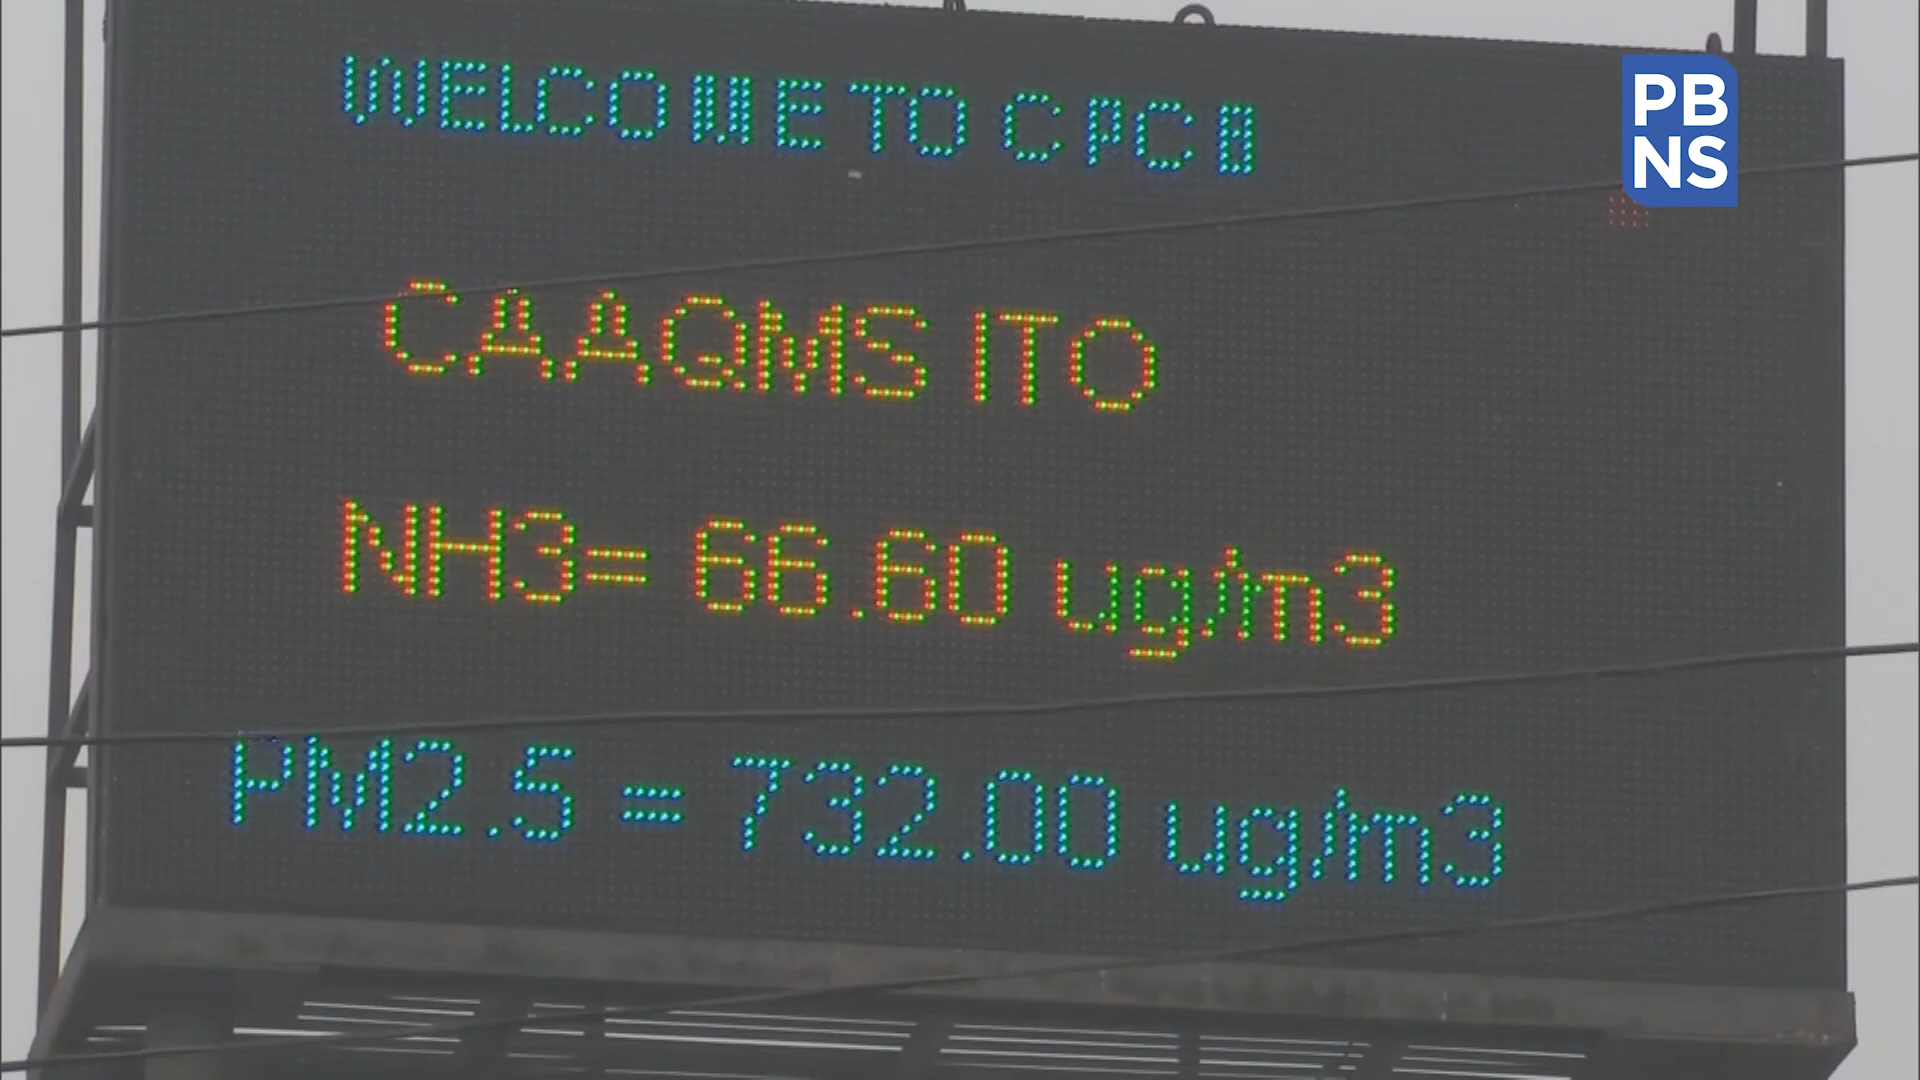 WELCOME TO CPCB
PB
NS
CAAQMS ITO
NH3= 66.60 ug/m3
PM2.5 = 732.00 ug/m3